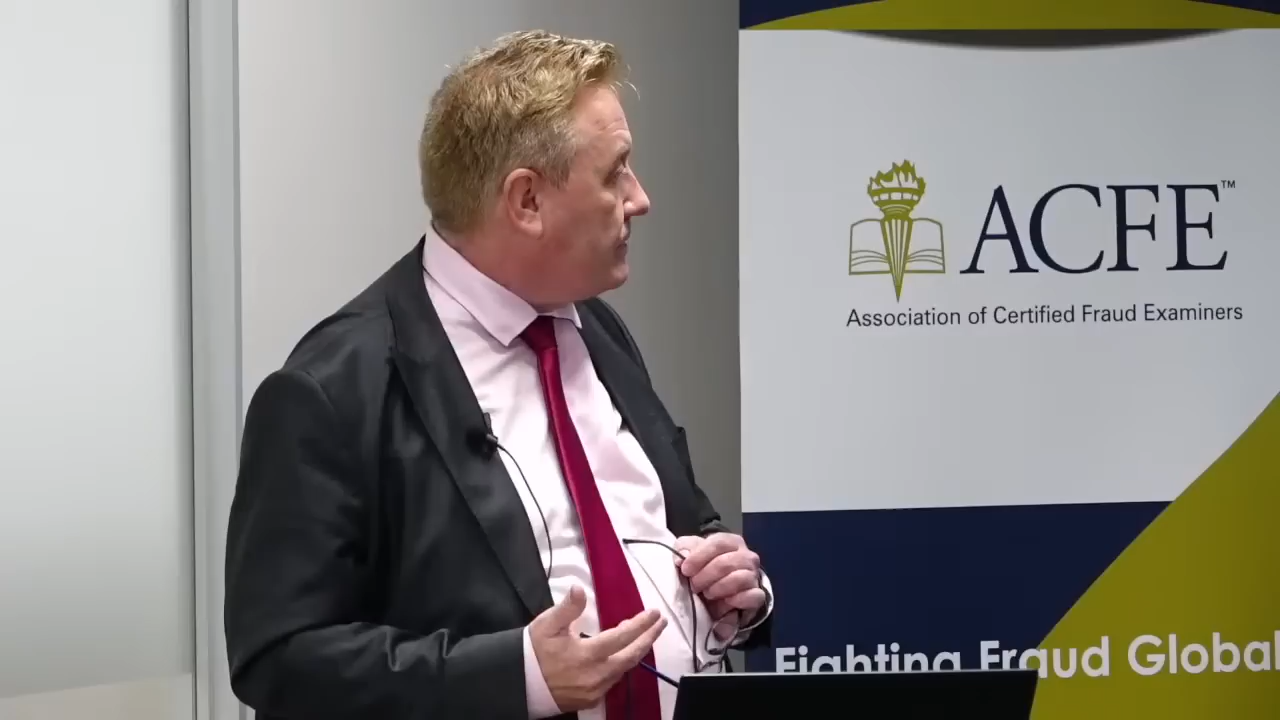 ACFE™
Association of Certified Fraud Examiners
Fighting Fraud Global